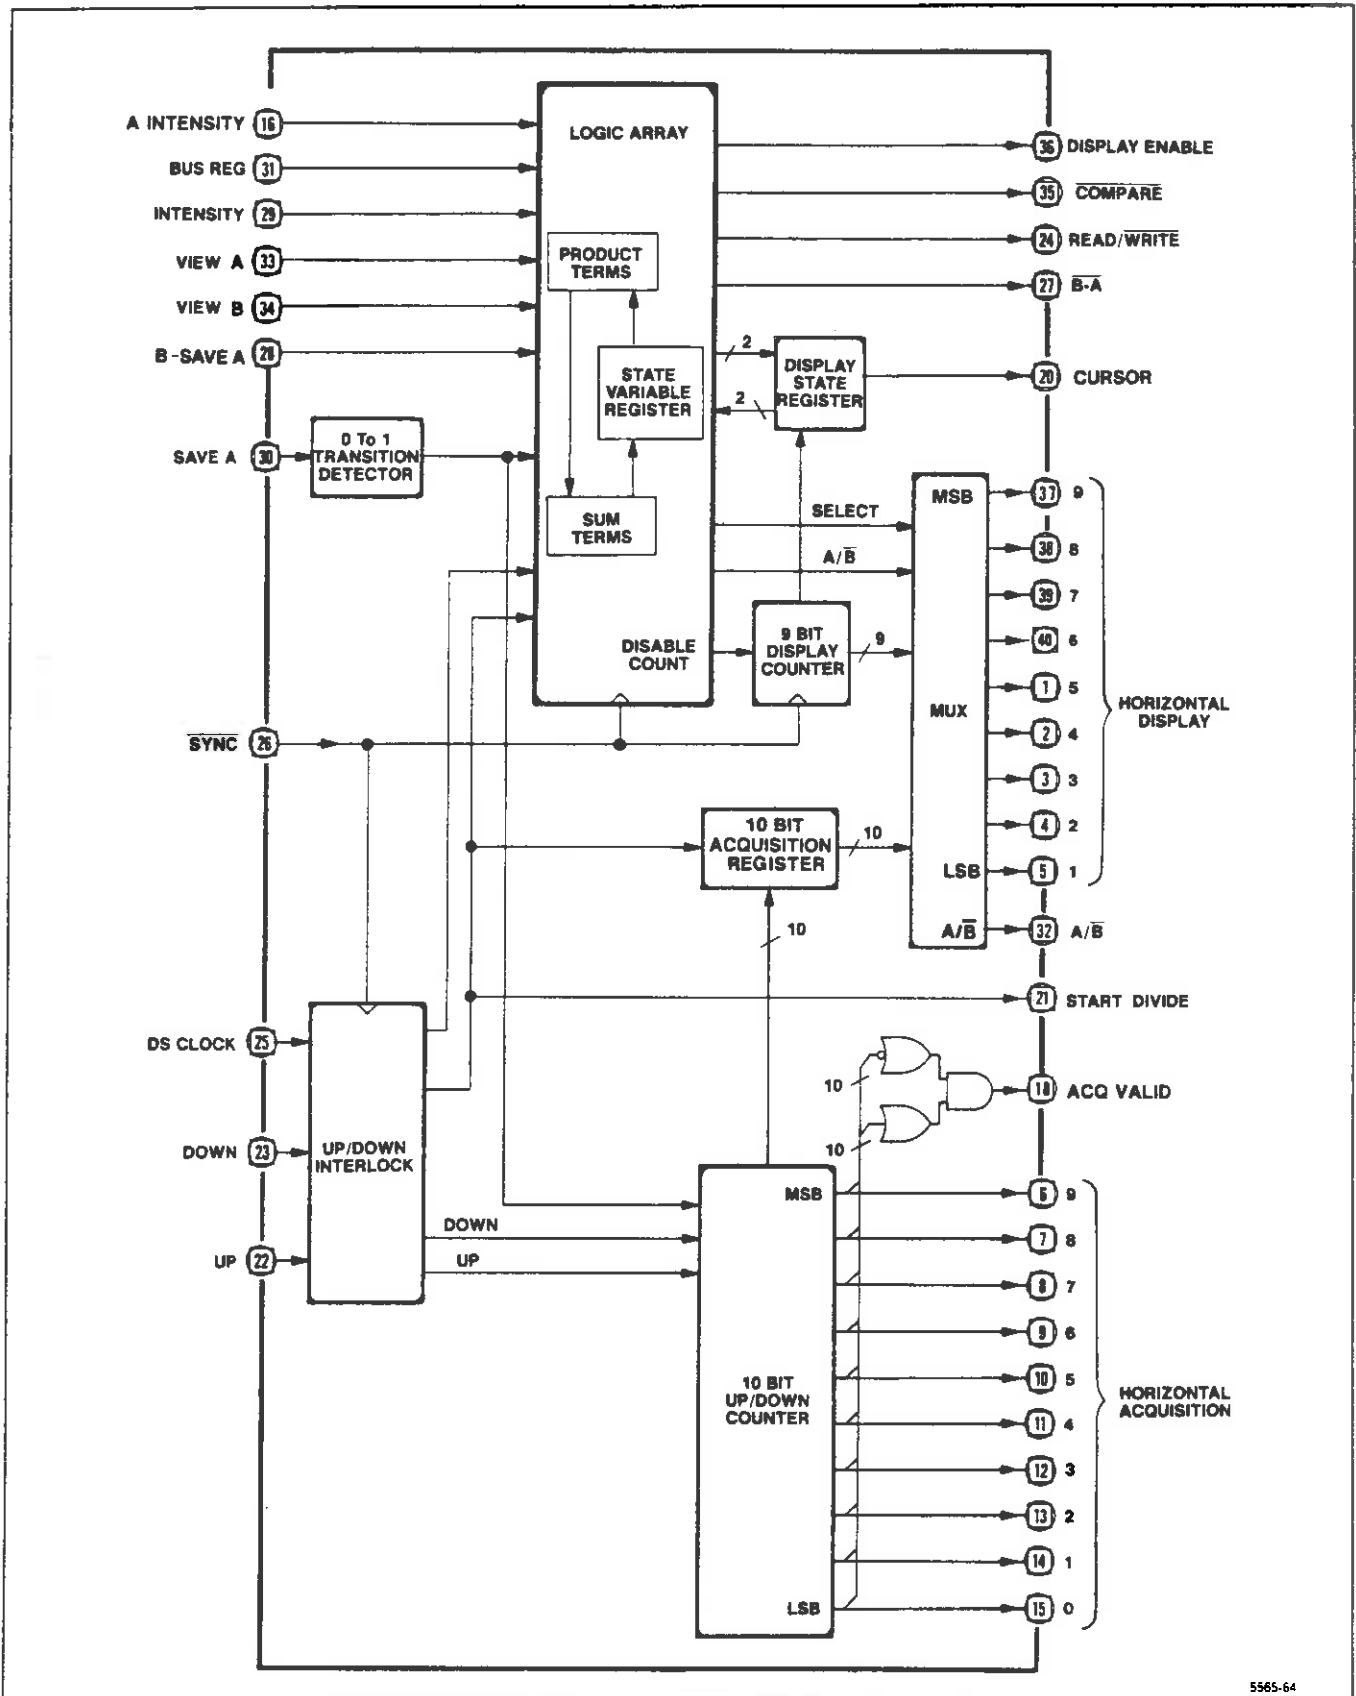 A INTENSITY 16
BUS REG 31
INTENSITY 29
VIEW A 33
VIEW B 34
B-SAVE A 28
SAVE A 30
0 To 1
TRANSITION
DETECTOR
SYNC 26
DS CLOCK 25
DOWN 23
UP 22
UP/DOWN
INTERLOCK
DOWN
UP
LOGIC ARRAY
PRODUCT
TERMS
STATE
VARIABLE
REGISTER
SUM
TERMS
DISABLE
COUNT
2
2
DISPLAY
STATE
REGISTER
SELECT
A/B̅
9 BIT
DISPLAY
COUNTER
9
10 BIT
ACQUISITION
REGISTER
10
10
MSB
MUX
LSB
A/B̅
36 DISPLAY ENABLE
35 COMPARE
24 READ/WRITE
27 B-A
20 CURSOR
37 9
38 8
39 7
40 6
1 5
2 4
3 3
4 2
5 1
HORIZONTAL
DISPLAY
32 A/B̅
21 START DIVIDE
10
10
18 ACQ VALID
MSB
10 BIT
UP/DOWN
COUNTER
LSB
6 9
7 8
8 7
9 6
10 5
11 4
12 3
13 2
14 1
15 0
HORIZONTAL
ACQUISITION
5565-64